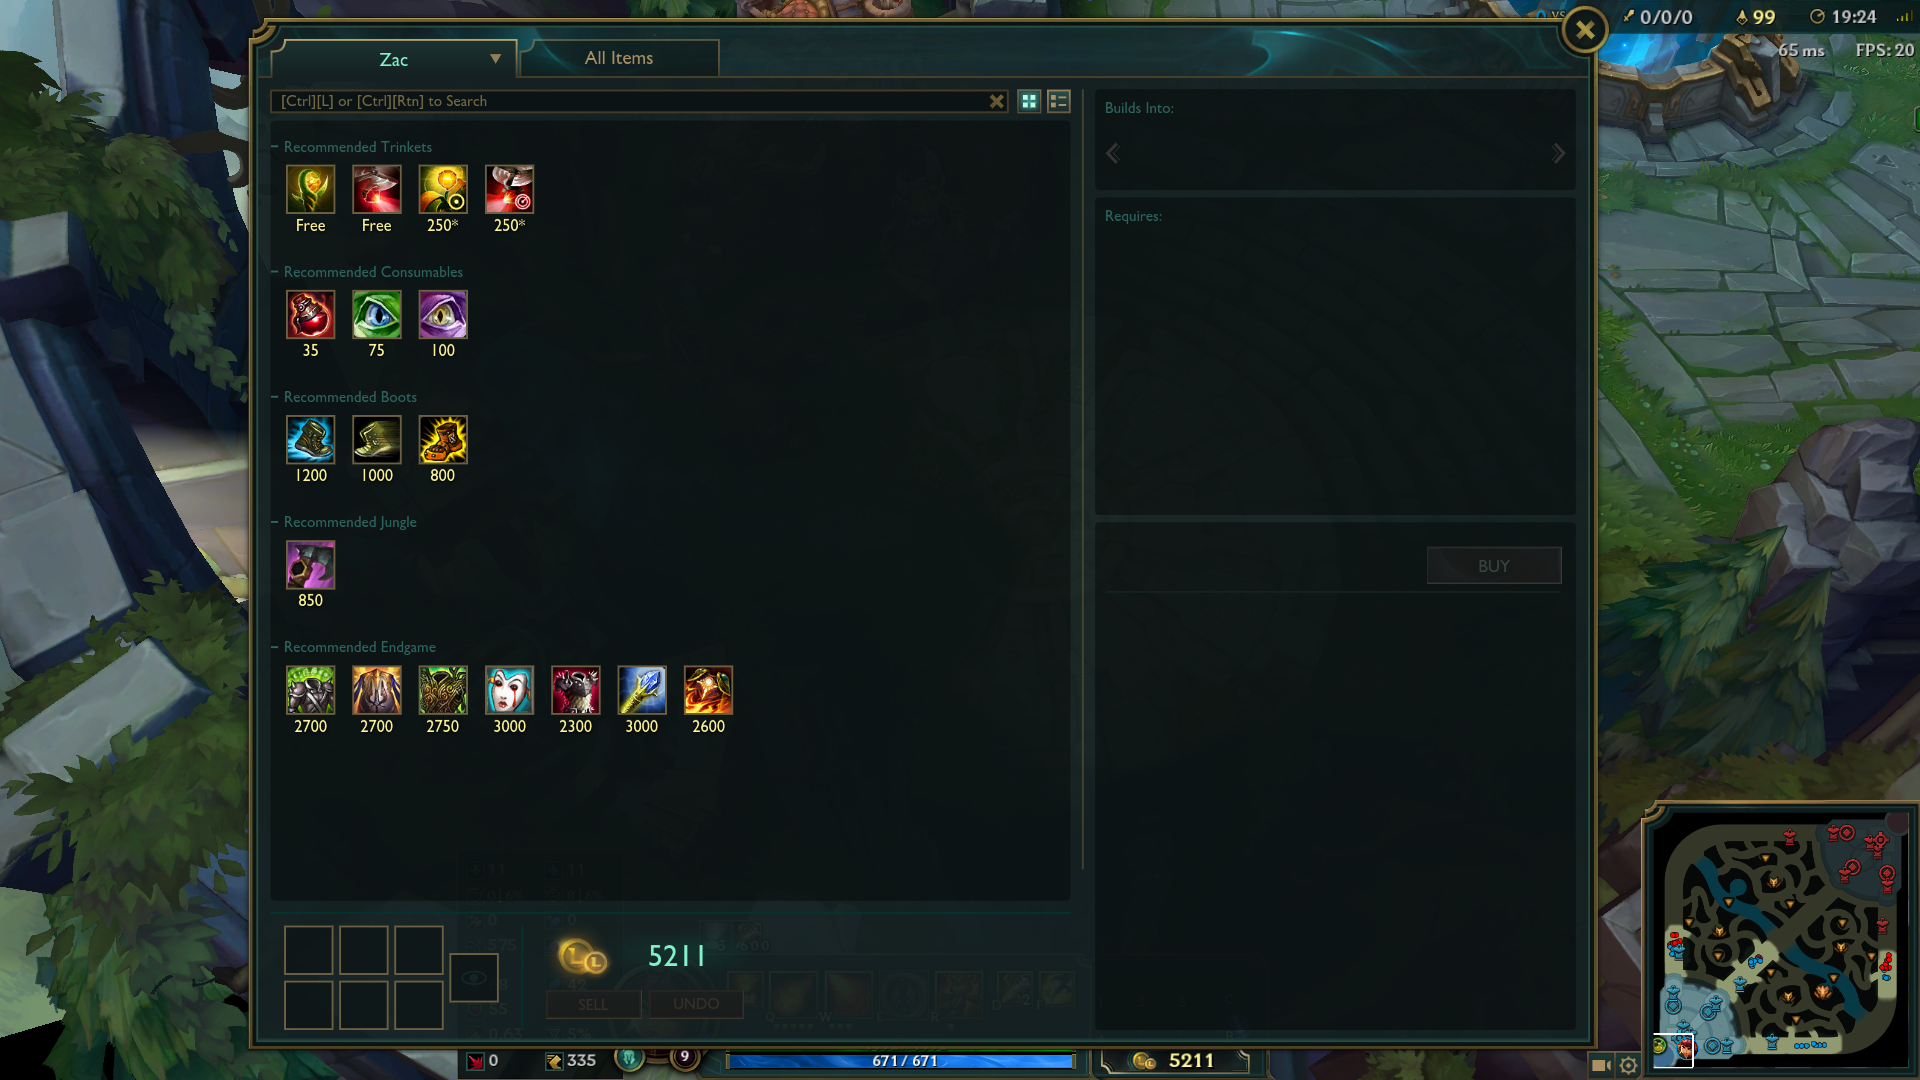 VS 0/0/0 99 19:24
65 ms FPS: 20
Zac
All Items
[Ctrl][L] or [Ctrl][Rtn] to Search
Recommended Trinkets
Free Free 250* 250*
Recommended Consumables
35 75 100
Recommended Boots
1200 1000 800
Recommended Jungle
850
Recommended Endgame
2700 2700 2750 3000 2300 3000 2600
Builds Into:
Requires:
BUY
5211
SELL UNDO
0 335 9 671 / 671 5211